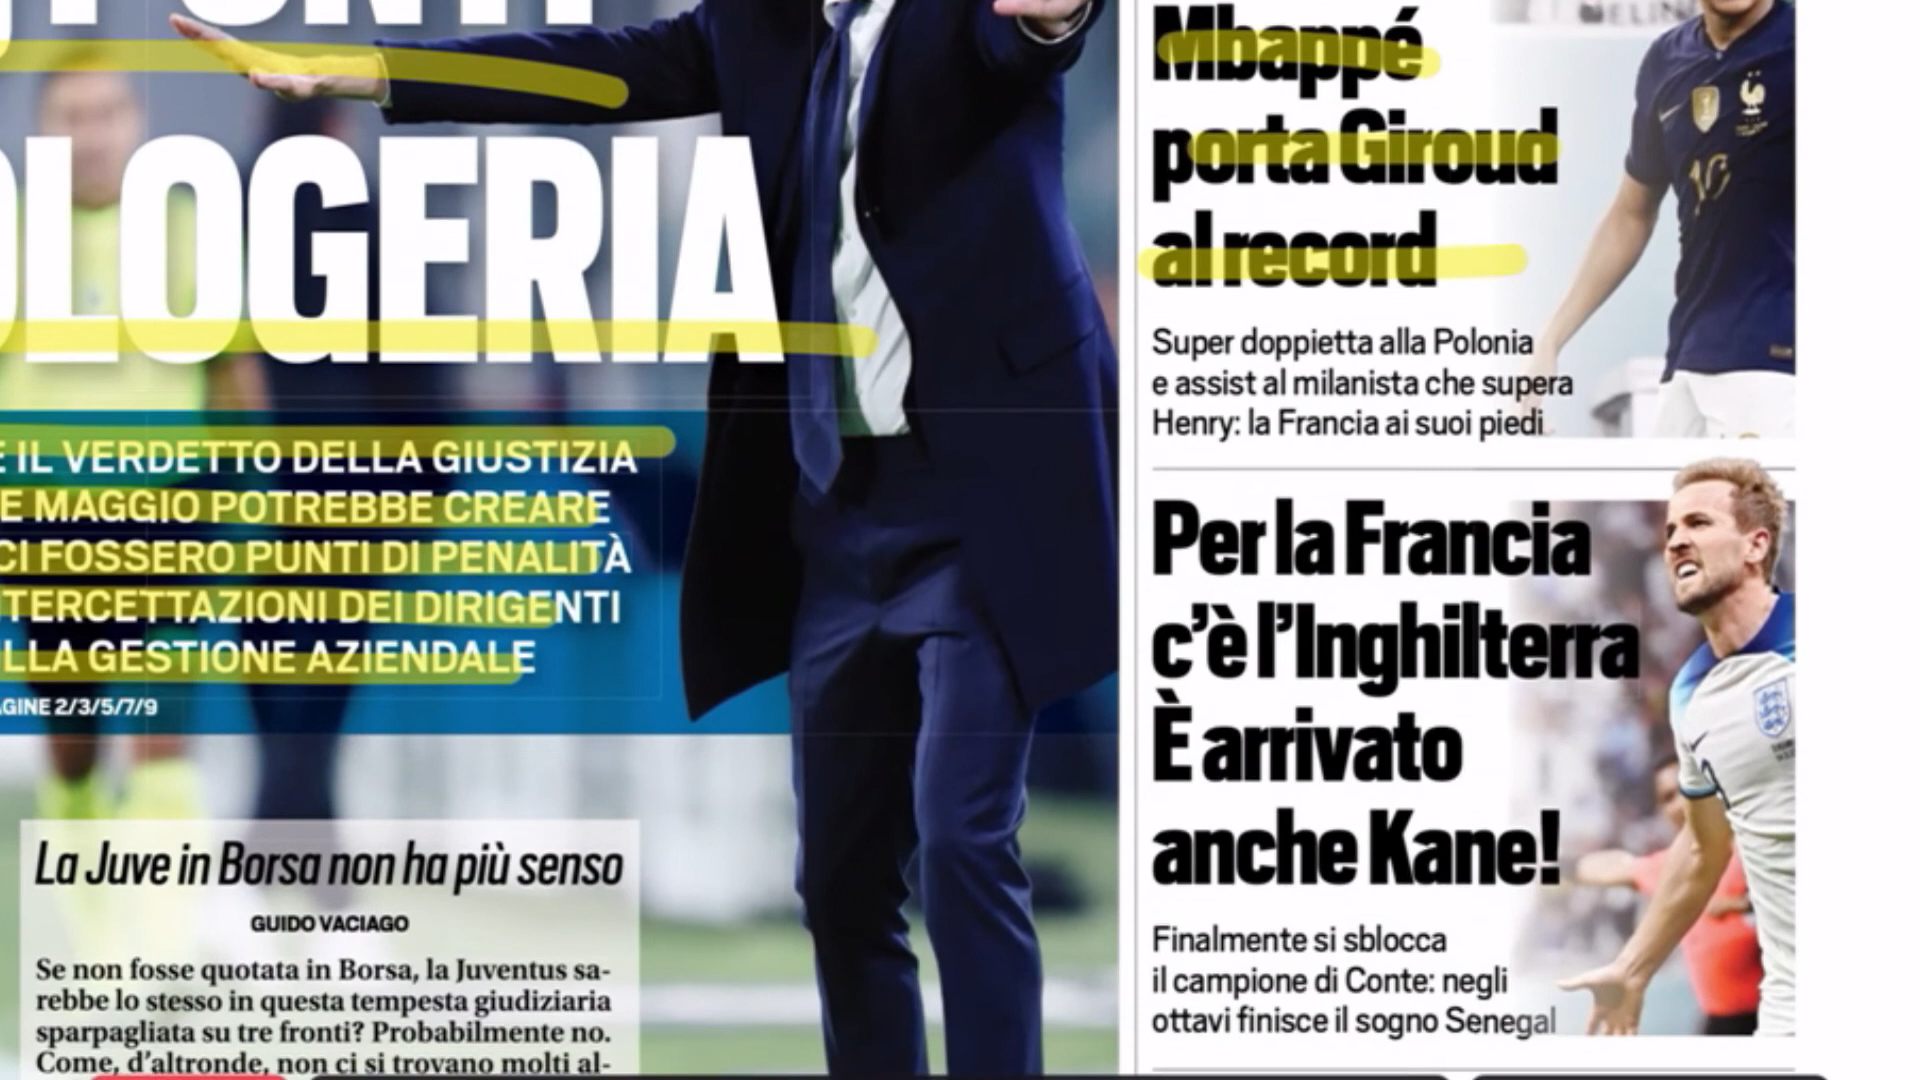 PUNTI
OLOGERIA
E IL VERDETTO DELLA GIUSTIZIA
E MAGGIO POTREBBE CREARE
CI FOSSERO PUNTI DI PENALITÀ
NTERCETTAZIONI DEI DIRIGENTI
LLA GESTIONE AZIENDALE
AGINE 2/3/5/7/9
La Juve in Borsa non ha più senso
GUIDO VACIAGO
Se non fosse quotata in Borsa, la Juventus sa-
rebbe lo stesso in questa tempesta giudiziaria
sparpagliata su tre fronti? Probabilmente no.
Come, d'altronde, non ci si trovano molti al-
Mbappé
porta Giroud
al record
Super doppietta alla Polonia
e assist al milanista che supera
Henry: la Francia ai suoi piedi
10
Per la Francia
c'è l'Inghilterra
È arrivato
anche Kane!
Finalmente si sblocca
il campione di Conte: negli
ottavi finisce il sogno Senegal